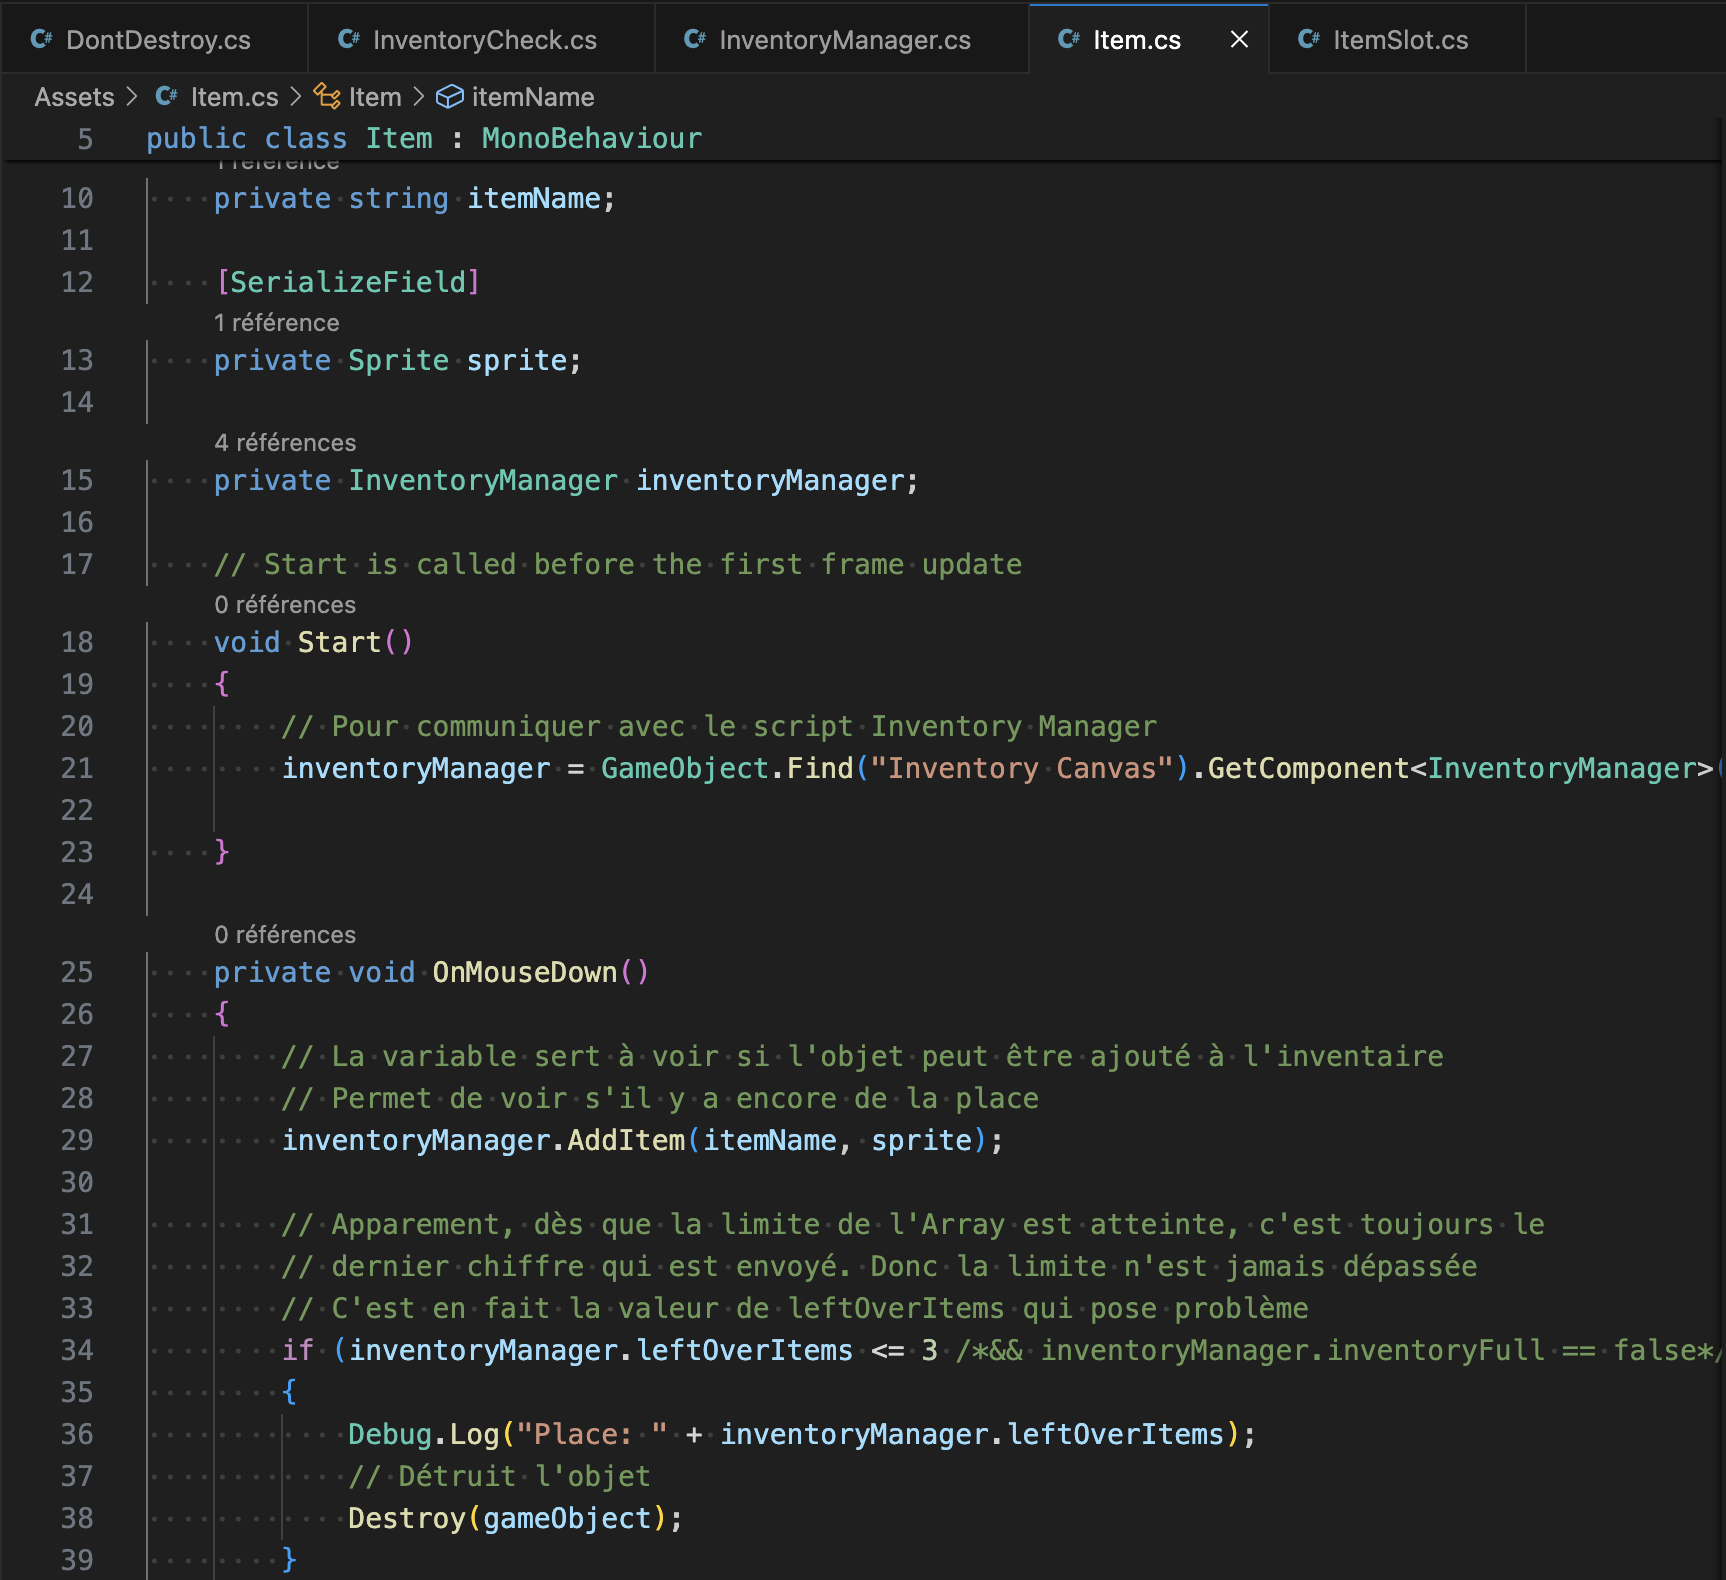 DontDestroy.cs InventoryCheck.cs InventoryManager.cs Item.cs ItemSlot.cs
Assets > Item.cs > Item > itemName
5 public class Item : MonoBehaviour
1 référence
10 private string itemName;
11
12 [SerializeField]
1 référence
13 private Sprite sprite;
14
4 références
15 private InventoryManager inventoryManager;
16
17 // Start is called before the first frame update
0 références
18 void Start()
19 {
20 // Pour communiquer avec le script Inventory Manager
21 inventoryManager = GameObject.Find("Inventory Canvas").GetComponent<InventoryManager>(
22
23 }
24
0 références
25 private void OnMouseDown()
26 {
27 // La variable sert à voir si l'objet peut être ajouté à l'inventaire
28 // Permet de voir s'il y a encore de la place
29 inventoryManager.AddItem(itemName, sprite);
30
31 // Apparement, dès que la limite de l'Array est atteinte, c'est toujours le
32 // dernier chiffre qui est envoyé. Donc la limite n'est jamais dépassée
33 // C'est en fait la valeur de leftOverItems qui pose problème
34 if (inventoryManager.leftOverItems <= 3 /*&& inventoryManager.inventoryFull == false*/
35 {
36 Debug.Log("Place: " + inventoryManager.leftOverItems);
37 // Détruit l'objet
38 Destroy(gameObject);
39 }